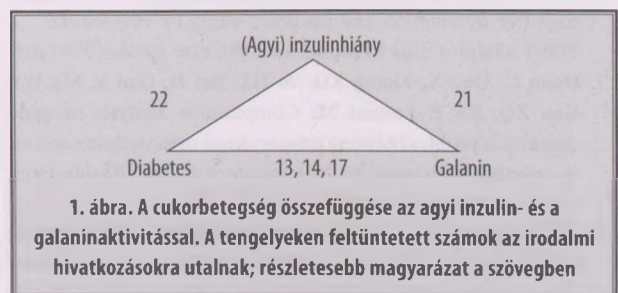 (Agyi) inzulinhiány
22
21
Diabetes
13, 14, 17
Galanin
1. ábra. A cukorbetegség összefüggése az agyi inzulin- és a
galaninaktivitással. A tengelyeken feltüntetett számok az irodalmi
hivatkozásokra utalnak; részletesebb magyarázat a szövegben